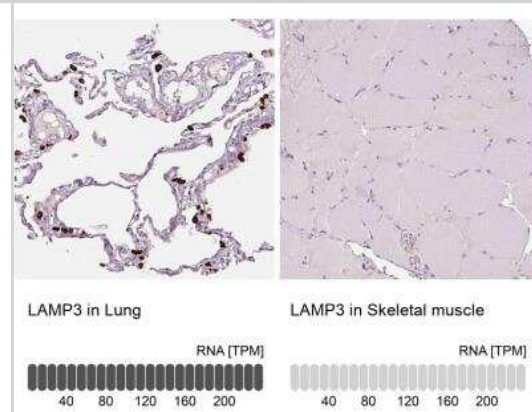 LAMP3 in Lung
LAMP3 in Skeletal muscle
RNA [TPM]
RNA [TPM]
40 80 120 160 200
40 80 120 160 200